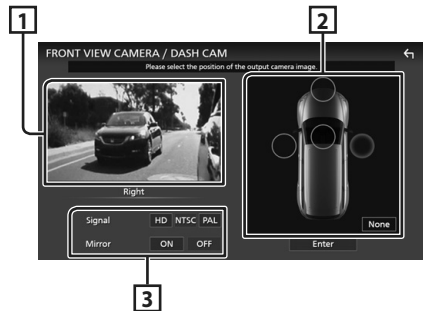 1
2
FRONT VIEW CAMERA / DASH CAM
Please select the position of the output camera image.
Right
Signal HD NTSC PAL
None
Mirror ON OFF
Enter
3